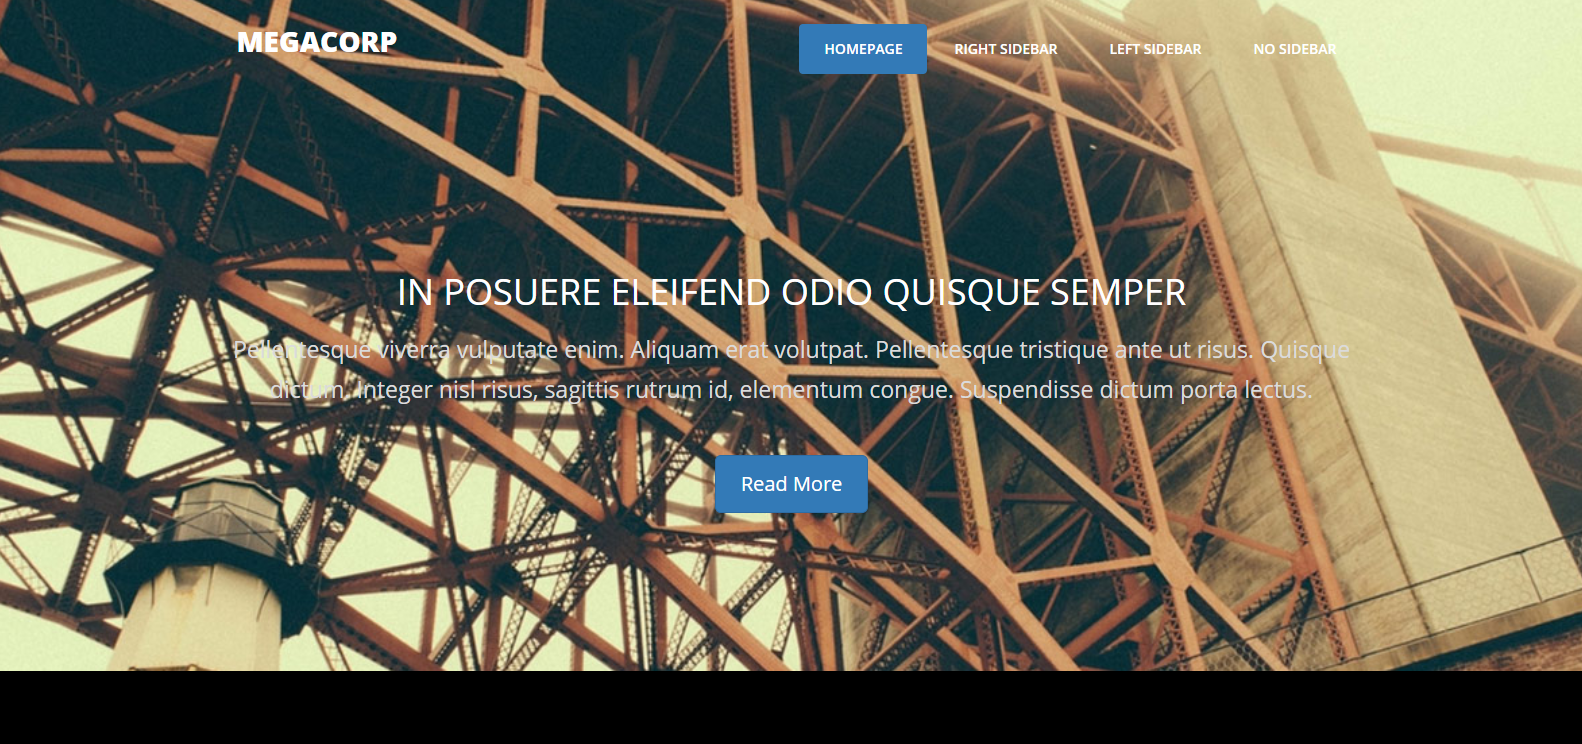 MEGACORP
HOMEPAGE
RIGHT SIDEBAR
LEFT SIDEBAR
NO SIDEBAR
IN POSUERE ELEIFEND ODIO QUISQUE SEMPER
Pellentesque viverra vulputate enim. Aliquam erat volutpat. Pellentesque tristique ante ut risus. Quisque
dictum. Integer nisl risus, sagittis rutrum id, elementum congue. Suspendisse dictum porta lectus.
Read More